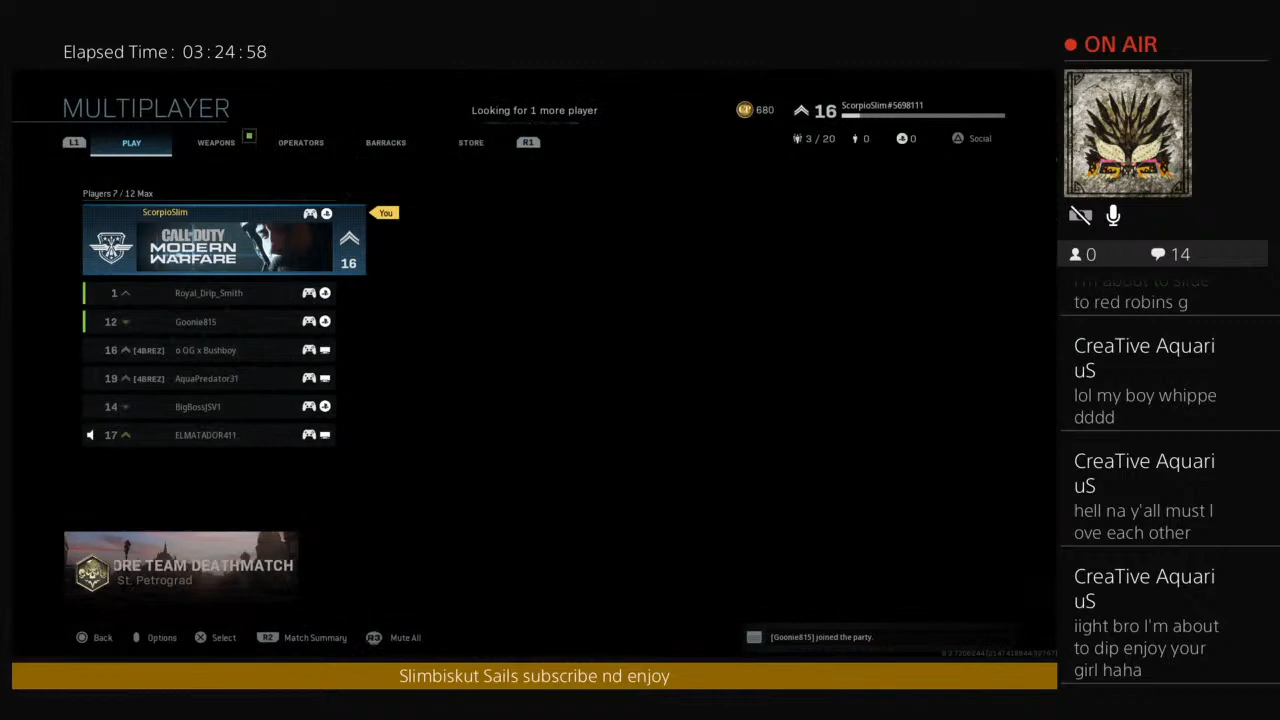 Elapsed Time: 03:24:58
ON AIR
MULTIPLAYER
Looking for 1 more player
680
16
ScorpioSlim#5698111
L1
PLAY
WEAPONS
OPERATORS
BARRACKS
STORE
R1
3 / 20
0
0
Social
Players 7 / 12 Max
ScorpioSlim
You
CALL OF DUTY
MODERN
WARFARE
16
1 Royal_Drip_Smith
12 Goonie815
16 [4BREZ] o OG x Bushboy
19 [4BREZ] AquaPredator31
14 BigBossJSV1
17 ELMATADOR411
ORE TEAM DEATHMATCH
St. Petrograd
Back
Options
Select
R2 Match Summary
R3 Mute All
[Goonie815] joined the party.
Slimbiskut Sails subscribe nd enjoy
0
14
to red robins g
CreaTive Aquari
uS
lol my boy whippe
dddd
CreaTive Aquari
uS
hell na y'all must l
ove each other
CreaTive Aquari
uS
iight bro I'm about
to dip enjoy your
girl haha